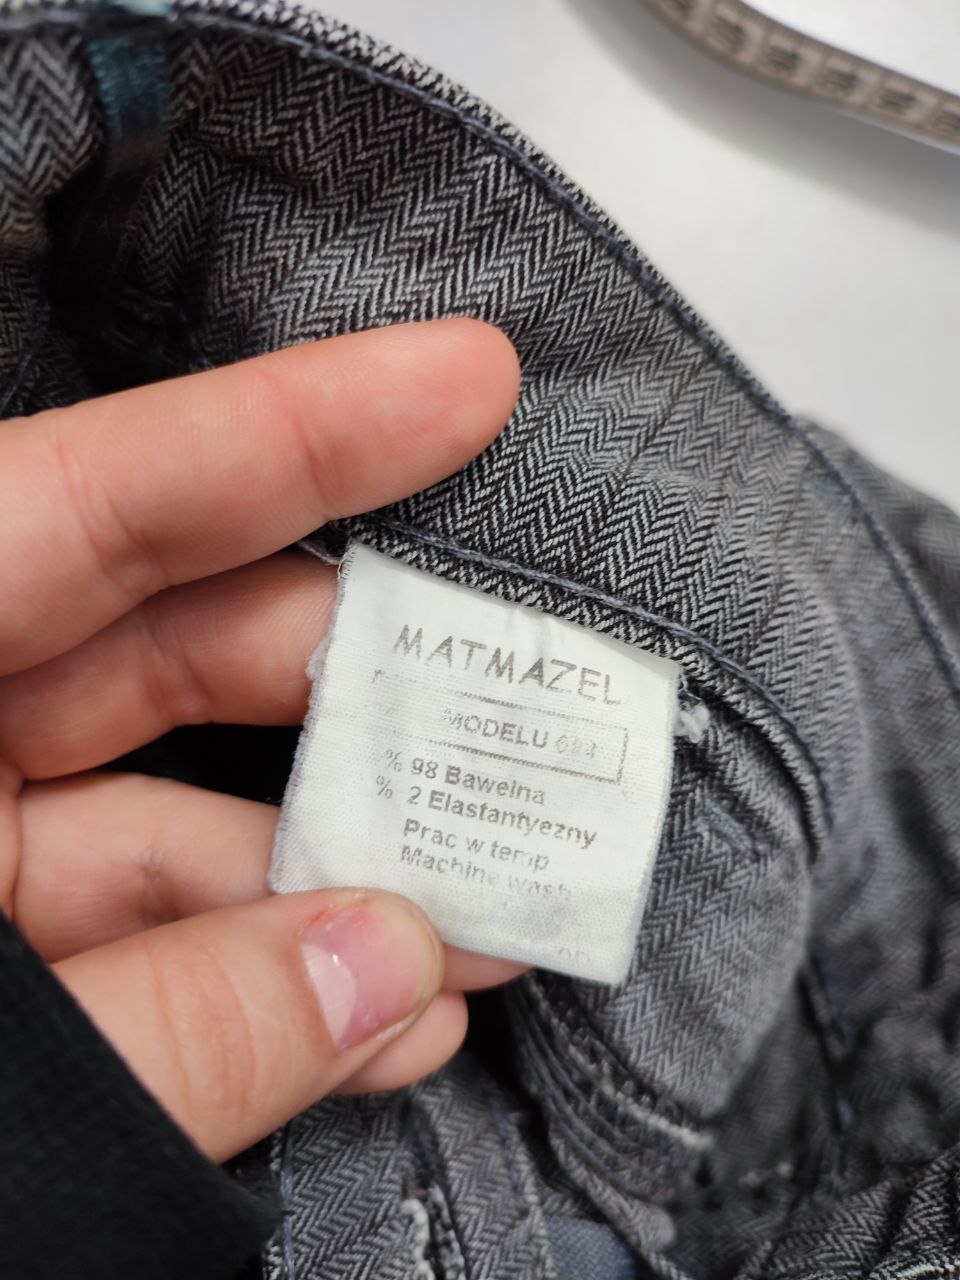 MATMAZEL
MODELU
% 98 Bawelna
% 2 Elastantyezny
Prac w temp
Machine wash